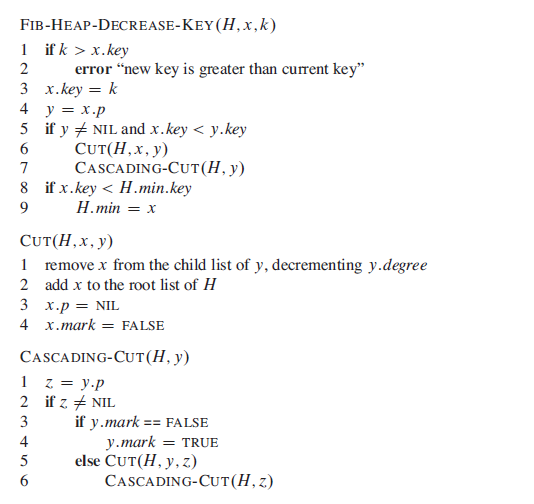 FIB-HEAP-DECREASE-KEY(H, x, k)
1 if k > x.key
2 error “new key is greater than current key”
3 x.key = k
4 y = x.p
5 if y ≠ NIL and x.key < y.key
6 CUT(H, x, y)
7 CASCADING-CUT(H, y)
8 if x.key < H.min.key
9 H.min = x
CUT(H, x, y)
1 remove x from the child list of y, decrementing y.degree
2 add x to the root list of H
3 x.p = NIL
4 x.mark = FALSE
CASCADING-CUT(H, y)
1 z = y.p
2 if z ≠ NIL
3 if y.mark == FALSE
4 y.mark = TRUE
5 else CUT(H, y, z)
6 CASCADING-CUT(H, z)